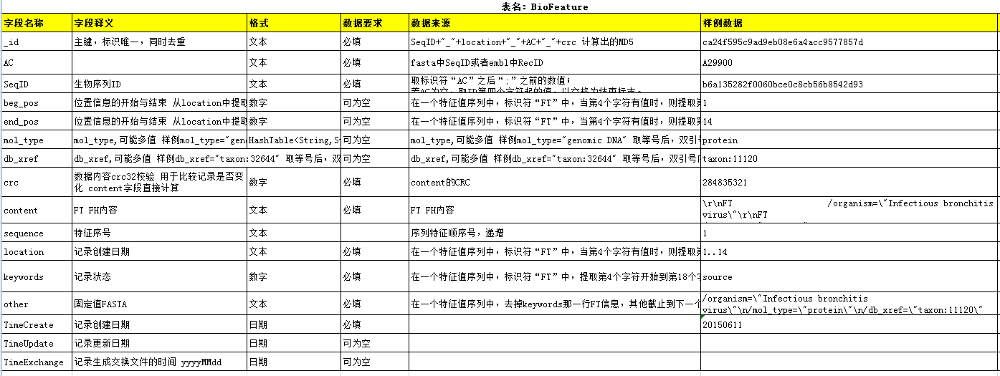 表名：BioFeature
字段名称 字段释义 格式 数据要求 数据来源 样例数据
_id 主键，标识唯一，同时去重 文本 必填 SeqID+"_"+location+"_"+AC+"_"+crc 计算出的MD5 ca24f595c9ad9eb08e6a4acc9577857d
AC 文本 必填 fasta中SeqID或者embl中RecID A29900
SeqID 生物序列ID 文本 必填 取标识符“AC”之后“;”之前的数值； b6a135282f0060bce0c8cb56b8542d93
若AC为空，取ID第四个字符起的值，以空格为结束标志。
beg_pos 位置信息的开始与结束 从location中提取 数字 可为空 在一个特征值序列中，标识符“FT”中，当第4个字符有值时，则提取第 1
end_pos 位置信息的开始与结束 从location中提取 数字 可为空 在一个特征值序列中，标识符“FT”中，当第4个字符有值时，则提取第 14
mol_type mol_type,可能多值 样例mol_type="geno HashTable<String,S 可为空 mol_type,可能多值 样例mol_type="genomic DNA" 取等号后，双引号 protein
db_xref db_xref,可能多值 样例db_xref="taxon:32644" 取等号后，双 可为空 db_xref,可能多值 样例db_xref="taxon:32644" 取等号后，双引号内 taxon:11120
crc 数据内容crc32校验 用于比较记录是否变 数字 必填 content的CRC 284835321
化 content字段直接计算
content FT FH内容 文本 必填 FT FH内容 \r\nFT /organism=\"Infectious bronchitis
virus\"\r\nFT
sequence 特征序号 文本 序列特征顺序号，递增 1
location 记录创建日期 文本 必填 在一个特征值序列中，标识符“FT”中，当第4个字符有值时，则提取第 1..14
keywords 记录状态 数字 必填 在一个特征值序列中，标识符“FT”中，提取第4个字符开始到第18个字 source
other 固定值FASTA 文本 必填 在一个特征值序列中，去掉keywords那一行FT信息，其他截止到下一个 /organism=\"Infectious bronchitis
virus\"\n/mol_type=\"protein\"\n/db_xref=\"taxon:11120\"
TimeCreate 记录创建日期 日期 必填 20150611
TimeUpdate 记录更新日期 日期 可为空
TimeExchange 记录生成交换文件的时间 yyyyMMdd 日期 可为空